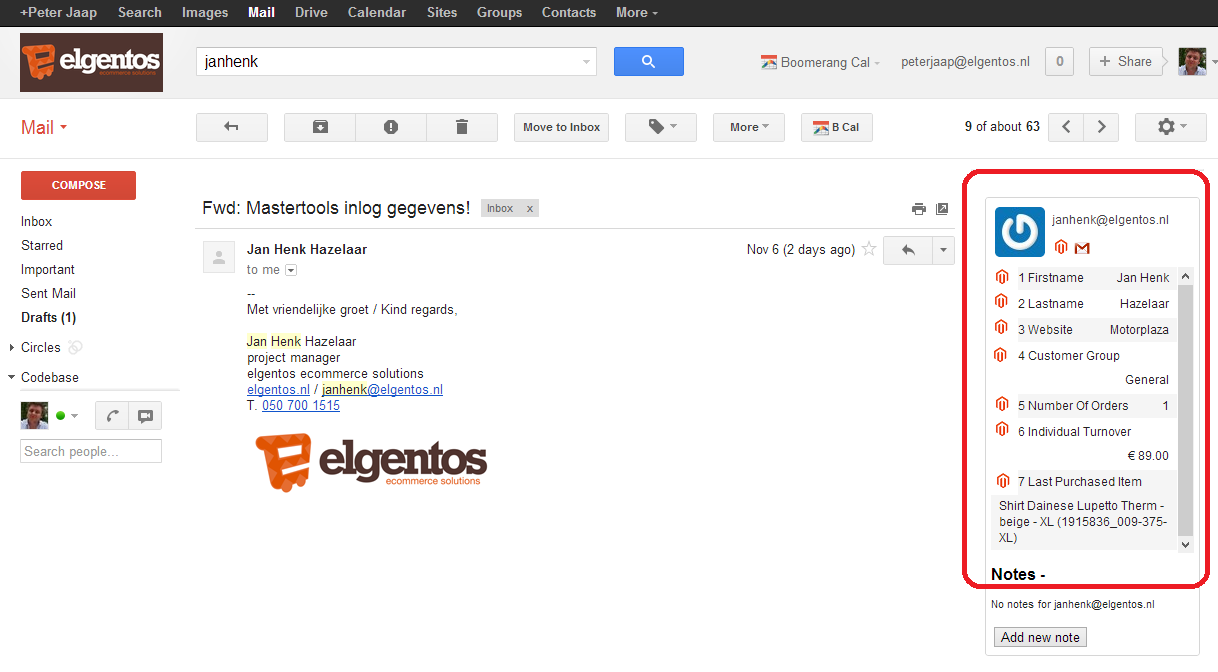 +Peter Jaap Search Images Mail Drive Calendar Sites Groups Contacts More
elgentos
ecommerce solutions
janhenk
Boomerang Cal
peterjaap@elgentos.nl
0
+ Share
Mail
Move to Inbox
More
B Cal
9 of about 63
COMPOSE
Inbox
Starred
Important
Sent Mail
Drafts (1)
Circles
Codebase
Search people...
Fwd: Mastertools inlog gegevens!
Inbox x
Jan Henk Hazelaar
Nov 6 (2 days ago)
to me
--
Met vriendelijke groet / Kind regards,
Jan Henk Hazelaar
project manager
elgentos ecommerce solutions
elgentos.nl / janhenk@elgentos.nl
T. 050 700 1515
elgentos
ecommerce solutions
janhenk@elgentos.nl
1 Firstname Jan Henk
2 Lastname Hazelaar
3 Website Motorplaza
4 Customer Group
General
5 Number Of Orders 1
6 Individual Turnover
€ 89.00
7 Last Purchased Item
Shirt Dainese Lupetto Therm -
beige - XL (1915836_009-375-
XL)
Notes -
No notes for janhenk@elgentos.nl
Add new note